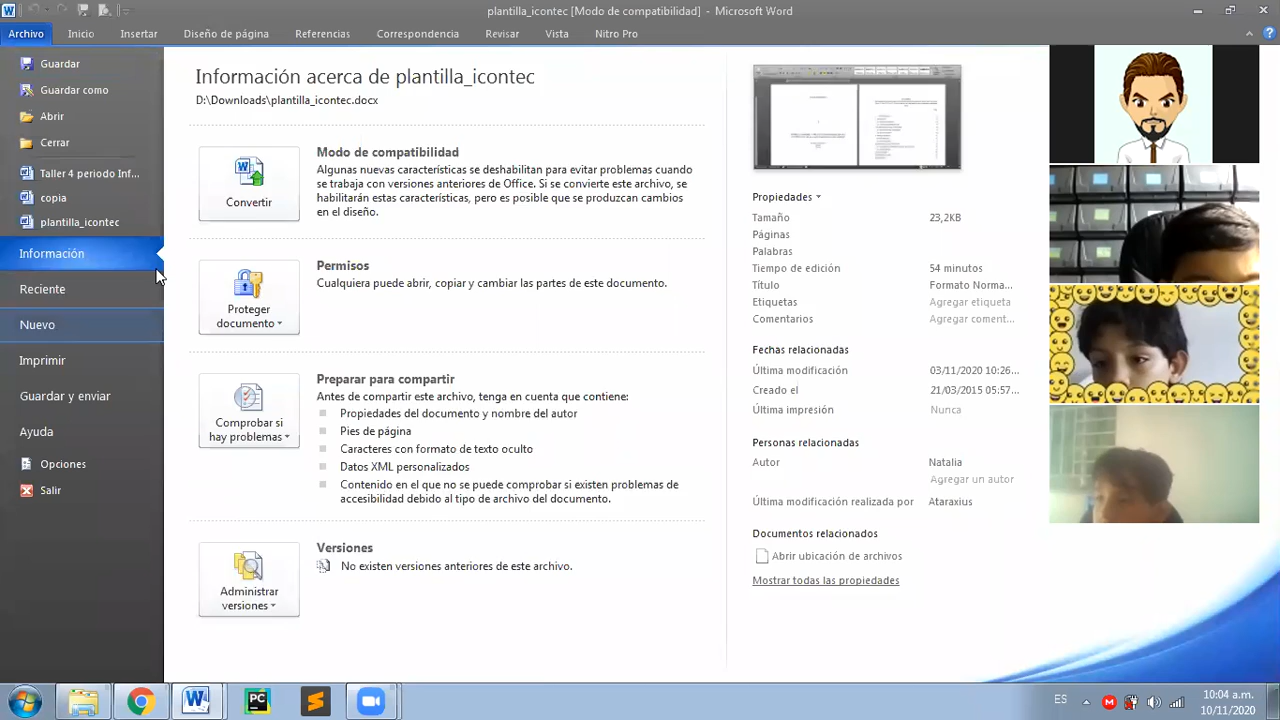 plantilla_icontec [Modo de compatibilidad] - Microsoft Word
Archivo Inicio Insertar Diseño de página Referencias Correspondencia Revisar Vista Nitro Pro
Guardar
Guardar como
Abrir
Cerrar
Taller 4 periodo Inf...
Dia
plantilla_icontec
Información
Reciente
Nuevo
Imprimir
Guardar y enviar
Ayuda
Opciones
Salir
Información acerca de plantilla_icontec
D:\Downloads\plantilla_icontec.docx
Convertir
Modo de compatibilidad
Algunas nuevas características se deshabilitan para evitar problemas cuando
se trabaja con versiones anteriores de Office. Si se convierte este archivo, se
habilitarán estas características, pero es posible que se produzcan cambios
en el diseño.
Proteger
documento
Permisos
Cualquiera puede abrir, copiar y cambiar las partes de este documento.
Comprobar si
hay problemas
Preparar para compartir
Antes de compartir este archivo, tenga en cuenta que contiene:
Propiedades del documento y nombre del autor
Pies de página
Caracteres con formato de texto oculto
Datos XML personalizados
Contenido en el que no se puede comprobar si existen problemas de
accesibilidad debido al tipo de archivo del documento.
Administrar
versiones
Versiones
No existen versiones anteriores de este archivo.
Propiedades
Tamaño 23,2KB
Páginas
Palabras
Tiempo de edición 54 minutos
Título Formato Norma...
Etiquetas Agregar etiqueta
Comentarios Agregar coment...
Fechas relacionadas
Última modificación 03/11/2020 10:26...
Creado el 21/03/2015 05:57...
Última impresión Nunca
Personas relacionadas
Autor Natalia
Agregar un autor
Última modificación realizada por Ataraxius
Documentos relacionados
Abrir ubicación de archivos
Mostrar todas las propiedades
PC
ES
10:04 a.m.
10/11/2020